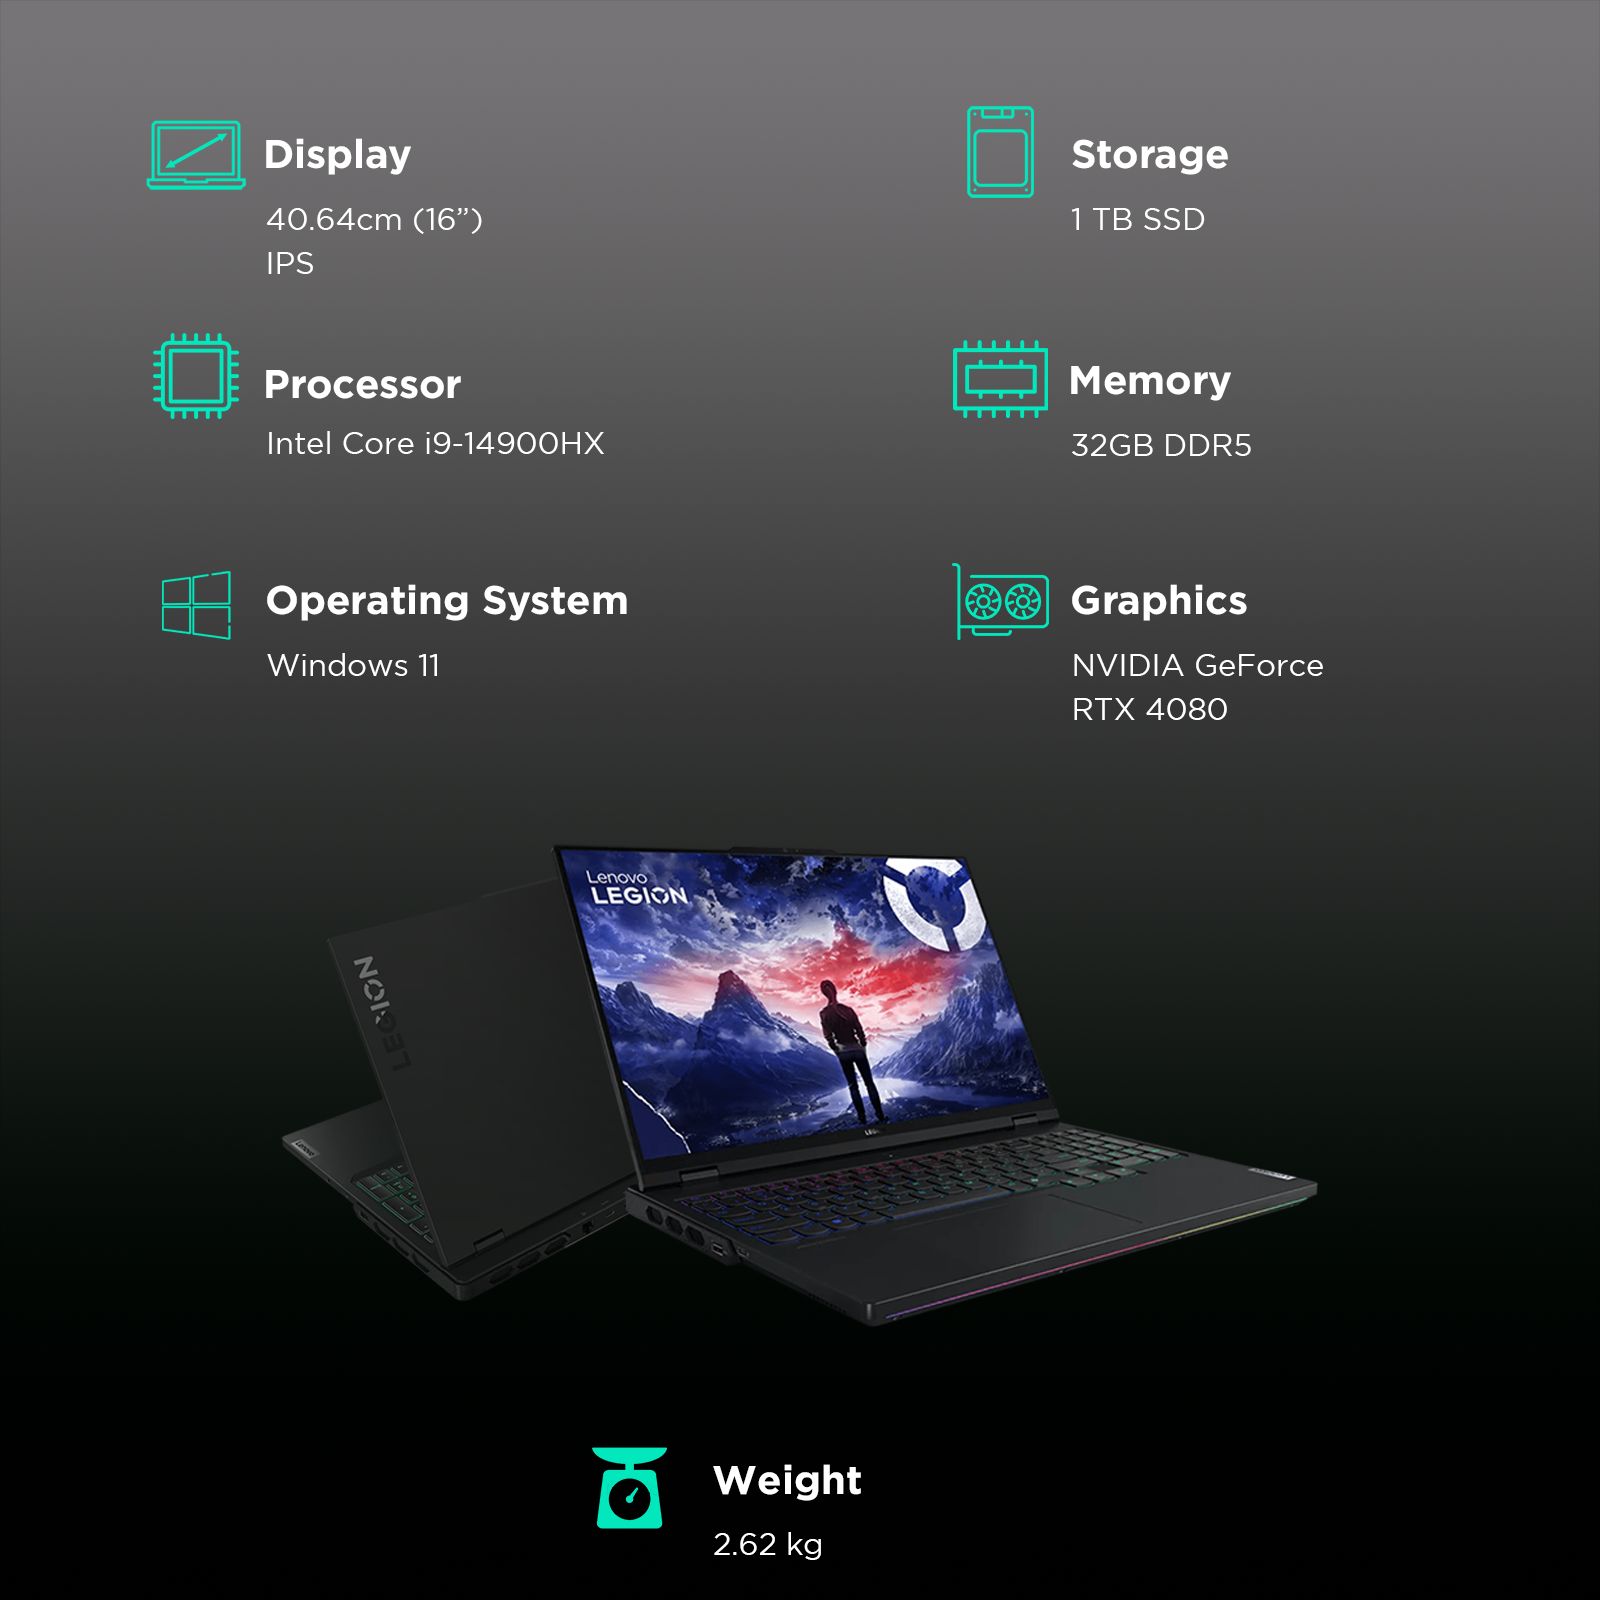 Display
40.64cm (16”)
IPS
Storage
1 TB SSD
Processor
Intel Core i9-14900HX
Memory
32GB DDR5
Operating System
Windows 11
Graphics
NVIDIA GeForce
RTX 4080
Lenovo
LEGION
LEGION
Lenovo
Weight
2.62 kg